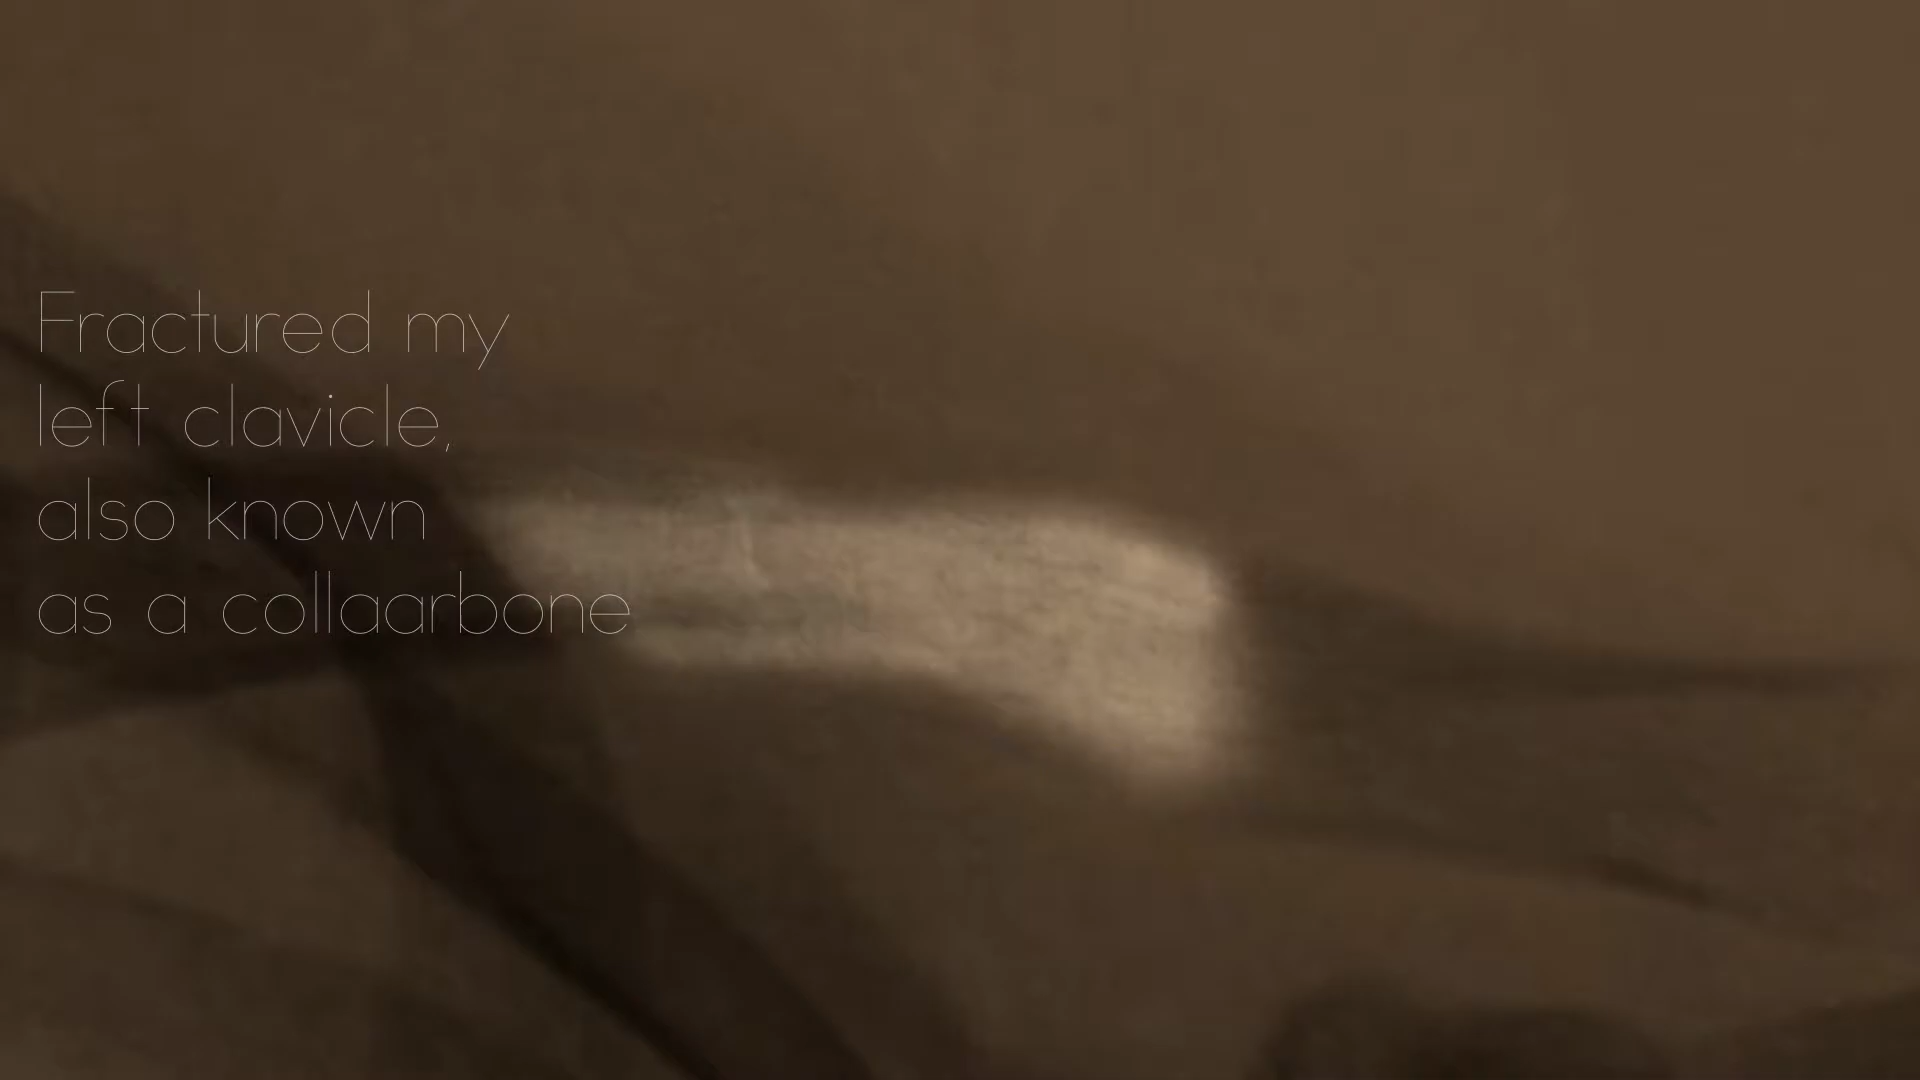 Fractured my
left clavicle,
also known
as a collaarbone